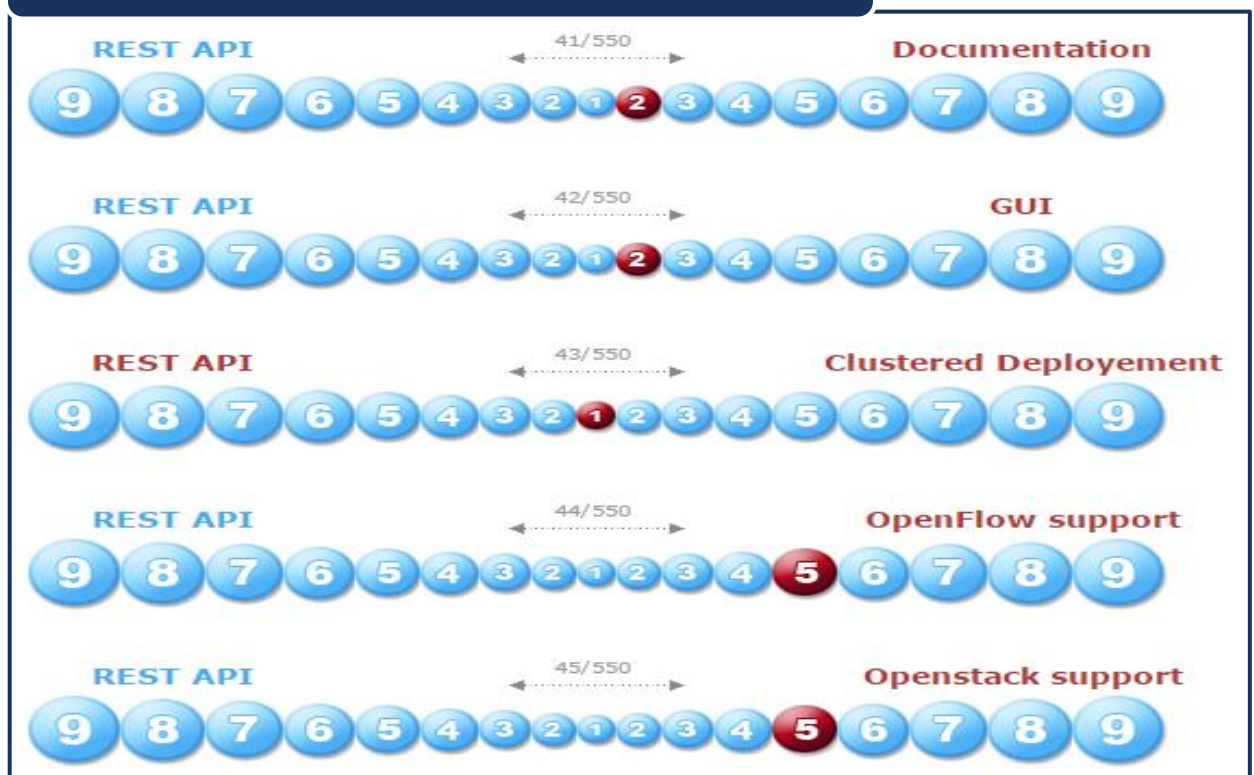 41/550
REST API Documentation
9 8 7 6 5 4 3 2 1 2 3 4 5 6 7 8 9
42/550
REST API GUI
9 8 7 6 5 4 3 2 1 2 3 4 5 6 7 8 9
43/550
REST API Clustered Deployement
9 8 7 6 5 4 3 2 1 2 3 4 5 6 7 8 9
44/550
REST API OpenFlow support
9 8 7 6 5 4 3 2 1 2 3 4 5 6 7 8 9
45/550
REST API Openstack support
9 8 7 6 5 4 3 2 1 2 3 4 5 6 7 8 9